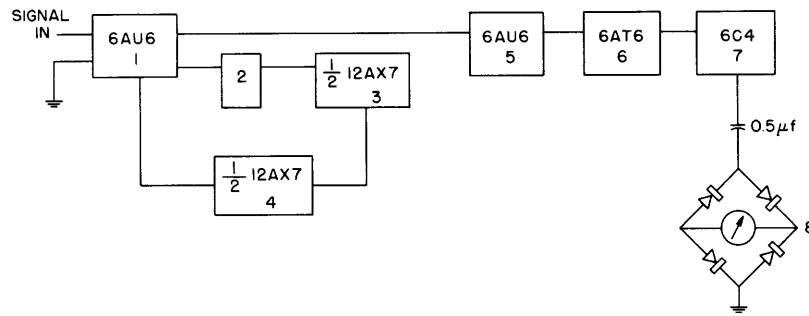 SIGNAL
IN
6AU6
1
2
1/2 12AX7
3
1/2 12AX7
4
6AU6
5
6AT6
6
6C4
7
0.5μf
8